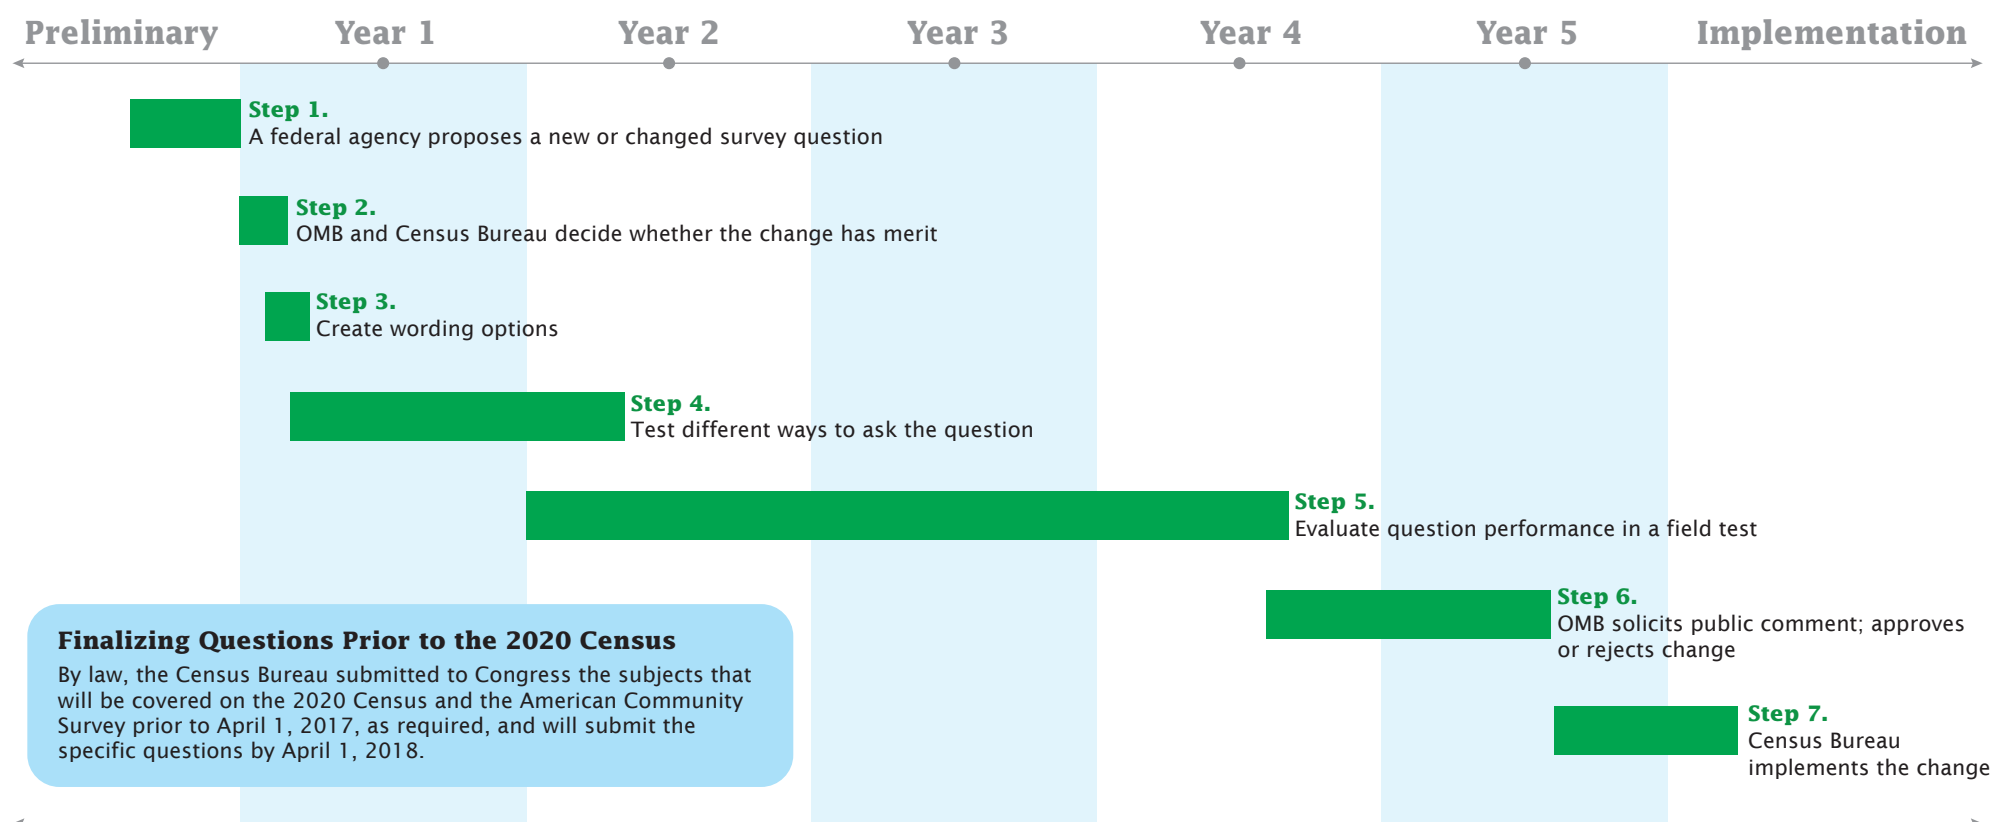 Preliminary Year 1 Year 2 Year 3 Year 4 Year 5 Implementation
Step 1.
A federal agency proposes a new or changed survey question
Step 2.
OMB and Census Bureau decide whether the change has merit
Step 3.
Create wording options
Step 4.
Test different ways to ask the question
Step 5.
Evaluate question performance in a field test
Step 6.
OMB solicits public comment; approves
or rejects change
Step 7.
Census Bureau
implements the change
Finalizing Questions Prior to the 2020 Census
By law, the Census Bureau submitted to Congress the subjects that
will be covered on the 2020 Census and the American Community
Survey prior to April 1, 2017, as required, and will submit the
specific questions by April 1, 2018.